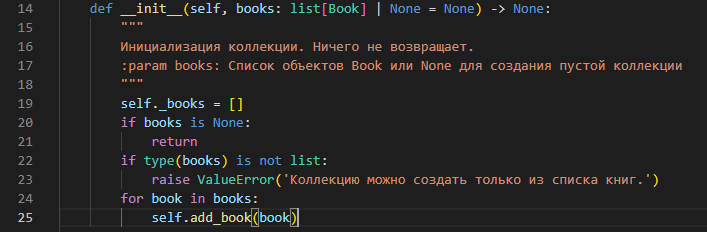 14 def __init__(self, books: list[Book] | None = None) -> None:
15 """
16 Инициализация коллекции. Ничего не возвращает.
17 :param books: Список объектов Book или None для создания пустой коллекции
18 """
19 self._books = []
20 if books is None:
21 return
22 if type(books) is not list:
23 raise ValueError('Коллекцию можно создать только из списка книг.')
24 for book in books:
25 self.add_book(book)